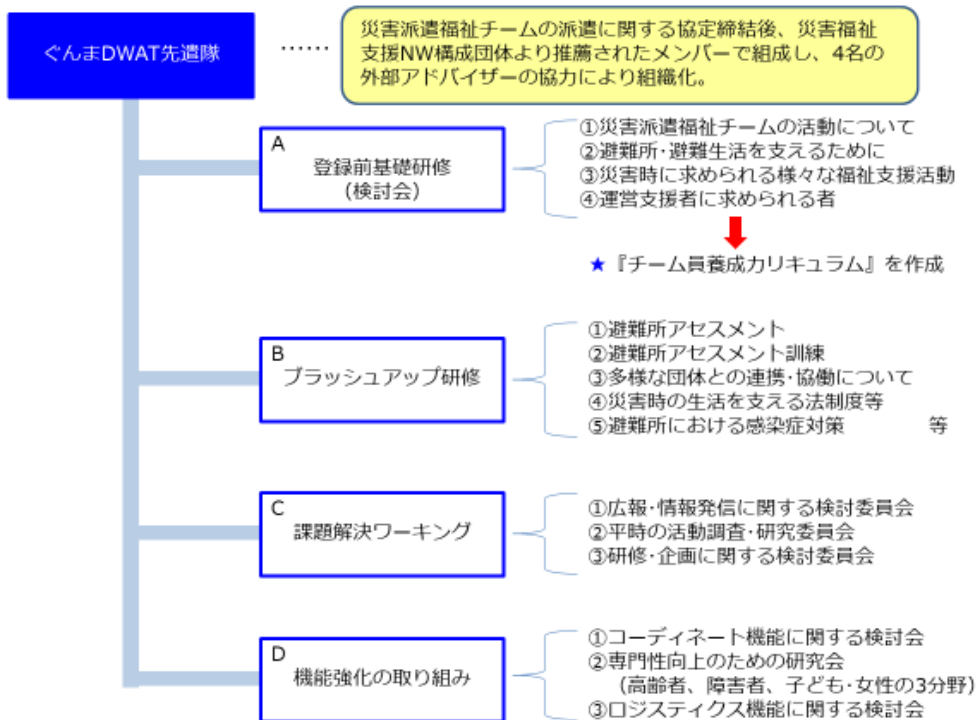 ぐんまDWAT先遣隊
……
災害派遣福祉チームの派遣に関する協定締結後、災害福祉
支援NW構成団体より推薦されたメンバーで組成し、4名の
外部アドバイザーの協力により組織化。
A
登録前基礎研修
(検討会)
①災害派遣福祉チームの活動について
②避難所・避難生活を支えるために
③災害時に求められる様々な福祉支援活動
④運営支援者に求められる者
★『チーム員養成カリキュラム』を作成
B
ブラッシュアップ研修
①避難所アセスメント
②避難所アセスメント訓練
③多様な団体との連携・協働について
④災害時の生活を支える法制度等
⑤避難所における感染症対策 等
C
課題解決ワーキング
①広報・情報発信に関する検討委員会
②平時の活動調査・研究委員会
③研修・企画に関する検討委員会
D
機能強化の取り組み
①コーディネート機能に関する検討会
②専門性向上のための研究会
(高齢者、障害者、子ども・女性の3分野)
③ロジスティクス機能に関する検討会